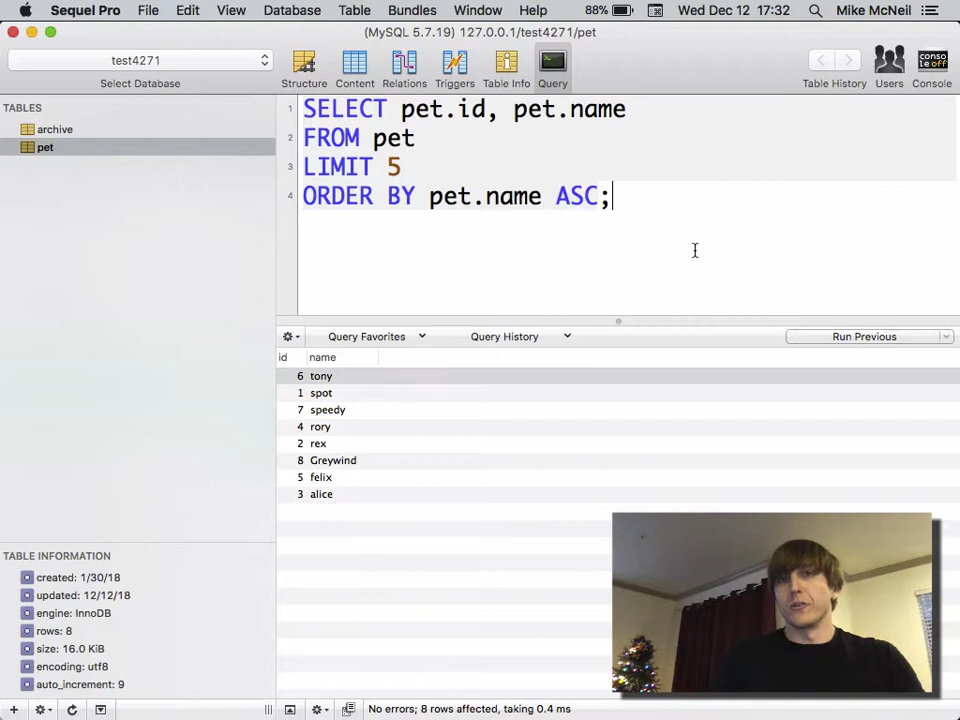 Sequel Pro File Edit View Database Table Bundles Window Help 88% Wed Dec 12 17:32 Mike McNeil
(MySQL 5.7.19) 127.0.0.1/test4271/pet
test4271
Select Database
Structure Content Relations Triggers Table Info Query
Table History Users Console
conso
le off
TABLES
archive
pet
1 SELECT pet.id, pet.name
2 FROM pet
3 LIMIT 5
4 ORDER BY pet.name ASC;
Query Favorites Query History Run Previous
id name
6 tony
1 spot
7 speedy
4 rory
2 rex
8 Greywind
5 felix
3 alice
TABLE INFORMATION
created: 1/30/18
updated: 12/12/18
engine: InnoDB
rows: 8
size: 16.0 KiB
encoding: utf8
auto_increment: 9
No errors; 8 rows affected, taking 0.4 ms